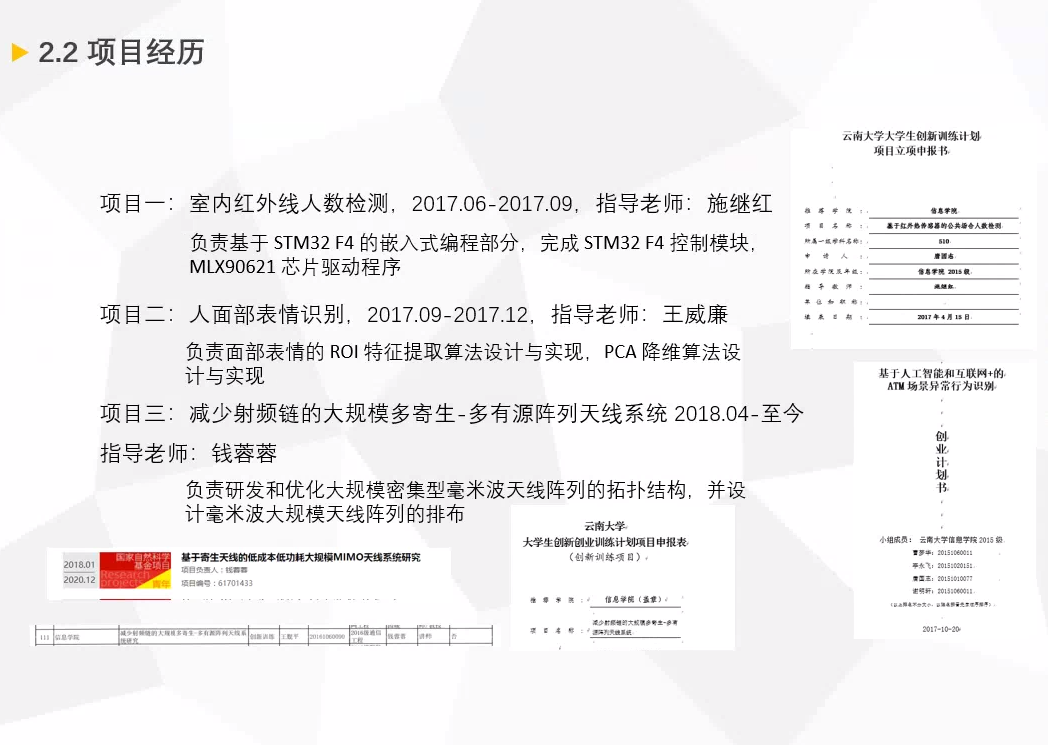 2.2 项目经历
项目一：室内红外线人数检测，2017.06-2017.09，指导老师：施继红
负责基于 STM32 F4 的嵌入式编程部分，完成 STM32 F4 控制模块，
MLX90621 芯片驱动程序
项目二：人面部表情识别，2017.09-2017.12，指导老师：王威廉
负责面部表情的 ROI 特征提取算法设计与实现，PCA 降维算法设
计与实现
项目三：减少射频链的大规模多寄生-多有源阵列天线系统 2018.04-至今
指导老师：钱蓉蓉
负责研发和优化大规模密集型毫米波天线阵列的拓扑结构，并设
计毫米波大规模天线阵列的排布
云南大学大学生创新训练计划
项目立项申报书
推荐学院： 信息学院
项目名称： 基于红外热传感器的公共场合人数检测
所属一级学科名称： 510
申请人：
所在学院及年级： 信息学院 2015 级
指导教师： 施继红
单位和职称：
填表日期： 2017 年 4 月 15 日
基于人工智能和互联网+的
ATM 场景异常行为识别
创业计划书
小组成员： 云南大学信息学院 2015 级
曹梦华：20151060011
李永飞：20151020151
唐国志：20151010077
谢明轩：20151060011
2017-10-20
云南大学
大学生创新创业训练计划项目申报表
（创新训练项目）
推荐学院： 信息学院（盖章）
项目名称： 减少射频链的大规模多寄生-多有
源阵列天线系统
2018.01
2020.12
国家自然科学
基金项目
Research
projects
青年
基于寄生天线的低成本低功耗大规模MIMO天线系统研究
项目负责人：钱蓉蓉
项目编号：61701433
111 信息学院 减少射频链的大规模多寄生-多有源阵列天线系
统研究 创新训练 20161060090 2016级通信
工程 钱蓉蓉 讲师 否